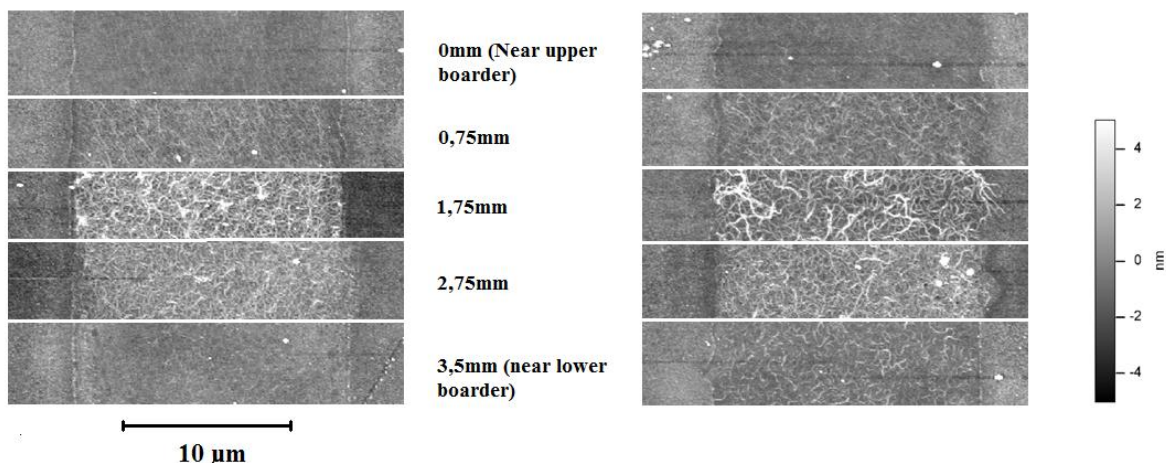 0mm (Near upper
boarder)
0,75mm
1,75mm
2,75mm
3,5mm (near lower
boarder)
10 µm
4
2
0
-2
-4
nm